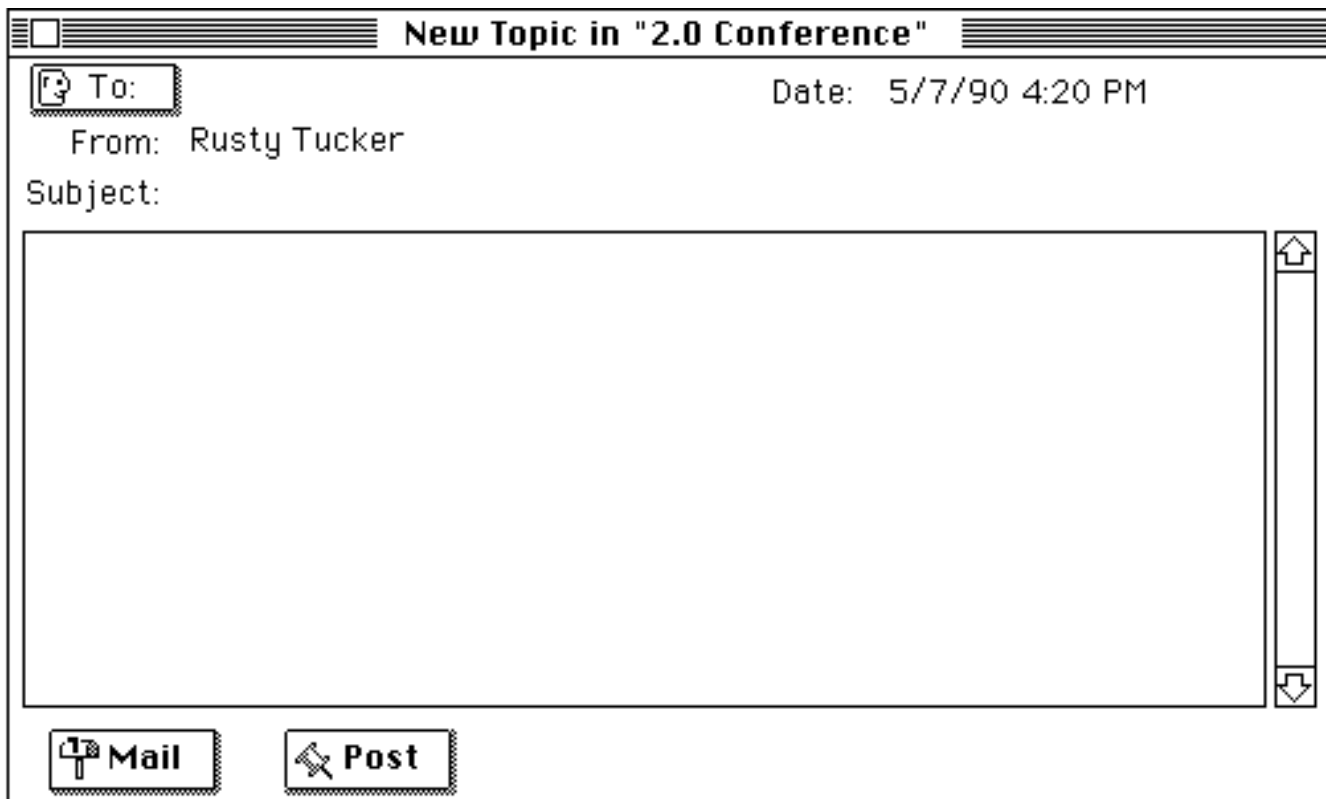 New Topic in "2.0 Conference"
To:
Date: 5/7/90 4:20 PM
From: Rusty Tucker
Subject:
Mail
Post